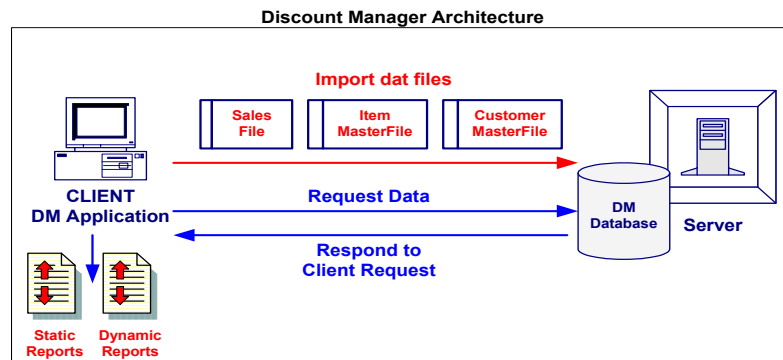 Discount Manager Architecture
Import dat files
Sales
File
Item
MasterFile
Customer
MasterFile
CLIENT
DM Application
Request Data
DM
Database
Server
Respond to
Client Request
Static
Reports
Dynamic
Reports